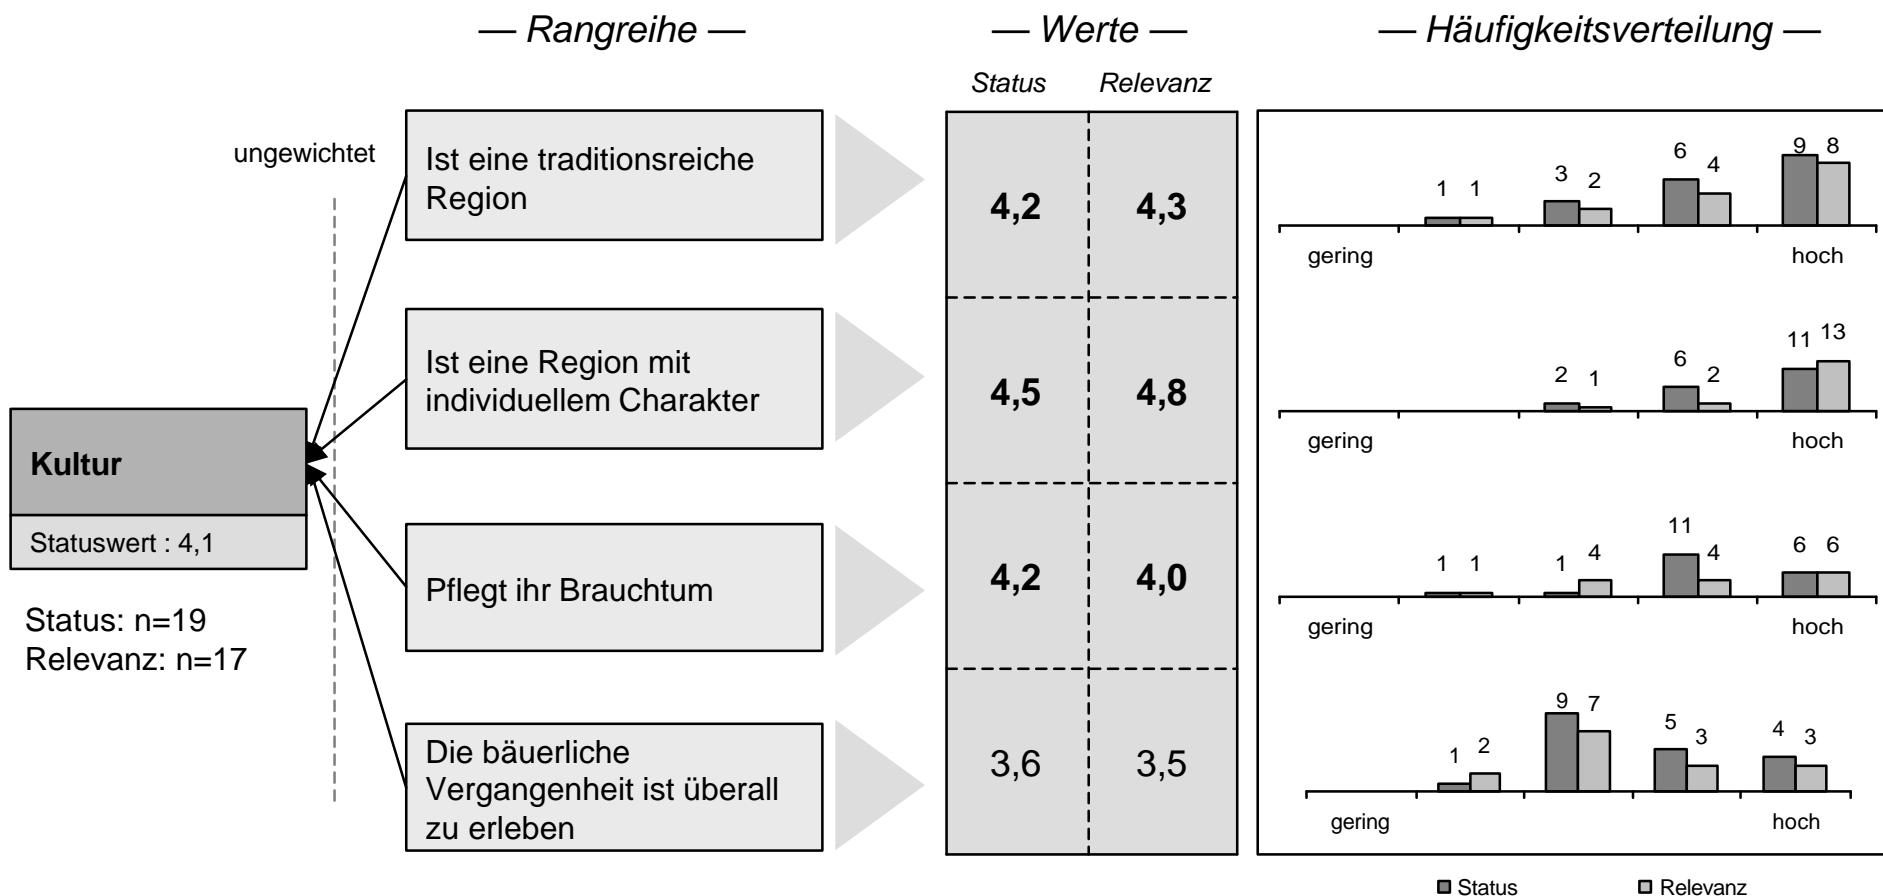 — Rangreihe —
— Werte —
— Häufigkeitsverteilung —
Status
Relevanz
ungewichtet
Kultur
Statuswert : 4,1
Status: n=19
Relevanz: n=17
Ist eine traditionsreiche
Region
4,2
4,3
1 1 3 2 6 4 9 8
gering hoch
Ist eine Region mit
individuellem Charakter
4,5
4,8
2 1 6 2 11 13
gering hoch
Pflegt ihr Brauchtum
4,2
4,0
1 1 1 4 11 4 6 6
gering hoch
Die bäuerliche
Vergangenheit ist überall
zu erleben
3,6
3,5
1 2 9 7 5 3 4 3
gering hoch
Status
Relevanz